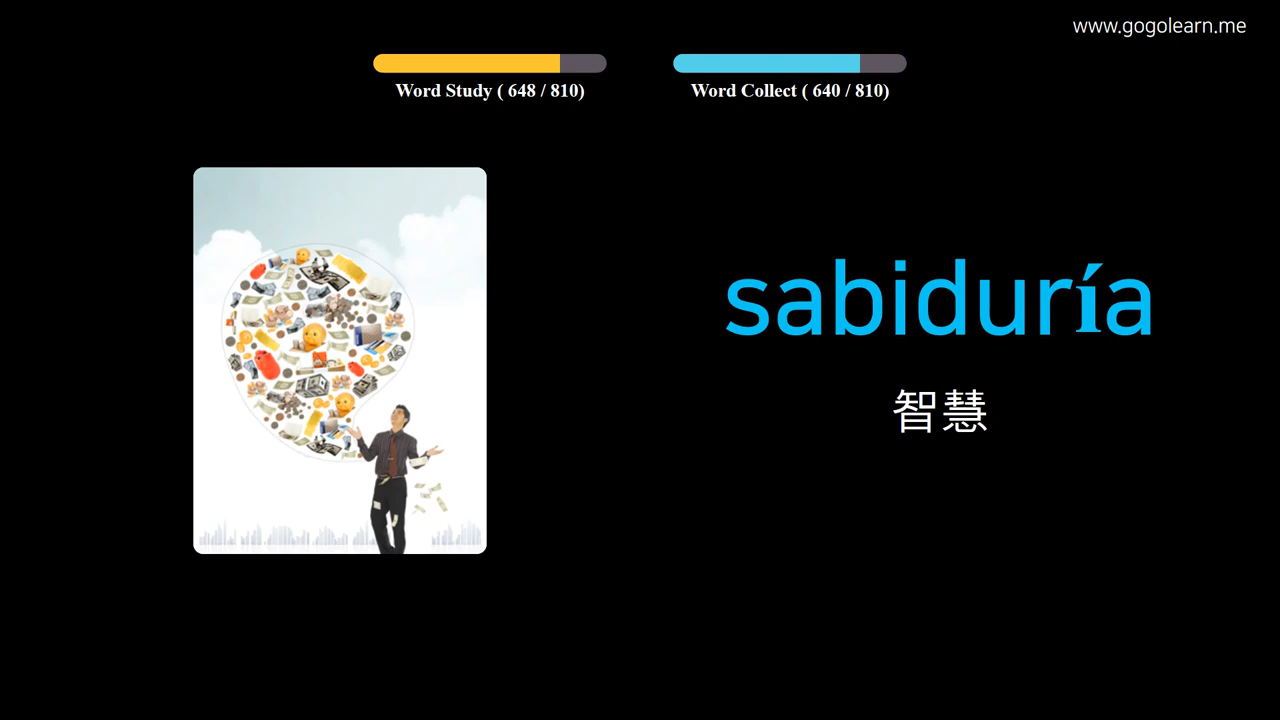 www.gogolearn.me
Word Study ( 648 / 810)
Word Collect ( 640 / 810)
sabiduría
智慧